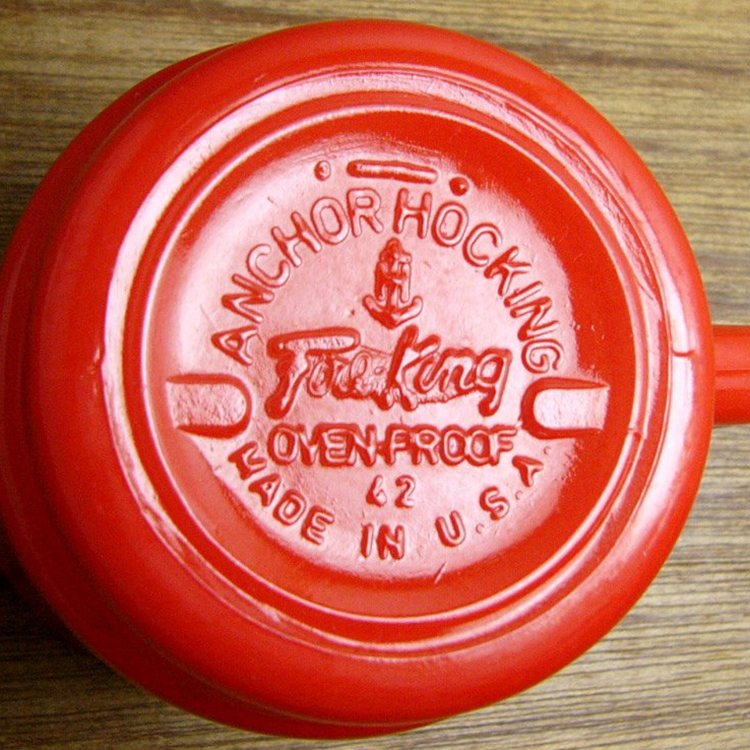 ANCHOR HOCKING
H
Fire-King
OVEN-PROOF
42
MADE IN U.S.A.